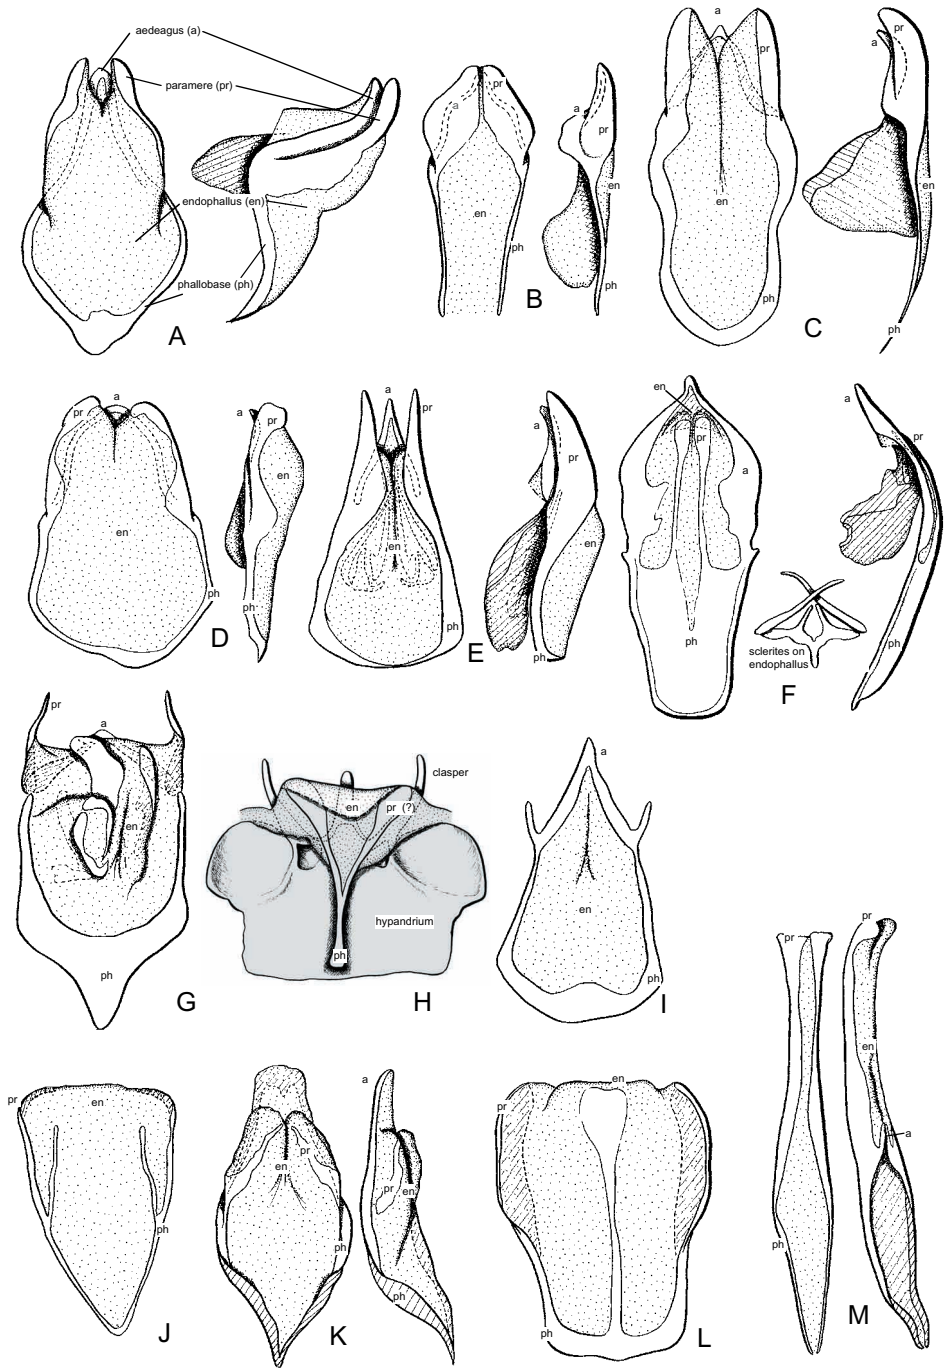 aedeagus (a)
paramere (pr)
endophallus (en)
phallobase (ph)
A
a
pr
en
ph
B
a
pr
en
ph
a
pr
en
ph
C
a
pr
en
ph
a
pr
en
ph
D
a
pr
en
ph
E
a
pr
en
ph
a
pr
en
ph
E
a
pr
en
ph
en
pr
a
ph
F
sclerites on
endophallus
a
pr
ph
pr
a
en
ph
G
clasper
en
pr (?)
hypandrium
ph
H
a
en
ph
I
pr
en
ph
J
en
pr
ph
K
a
pr
en
ph
en
pr
ph
L
pr
ph
pr
en
a
M